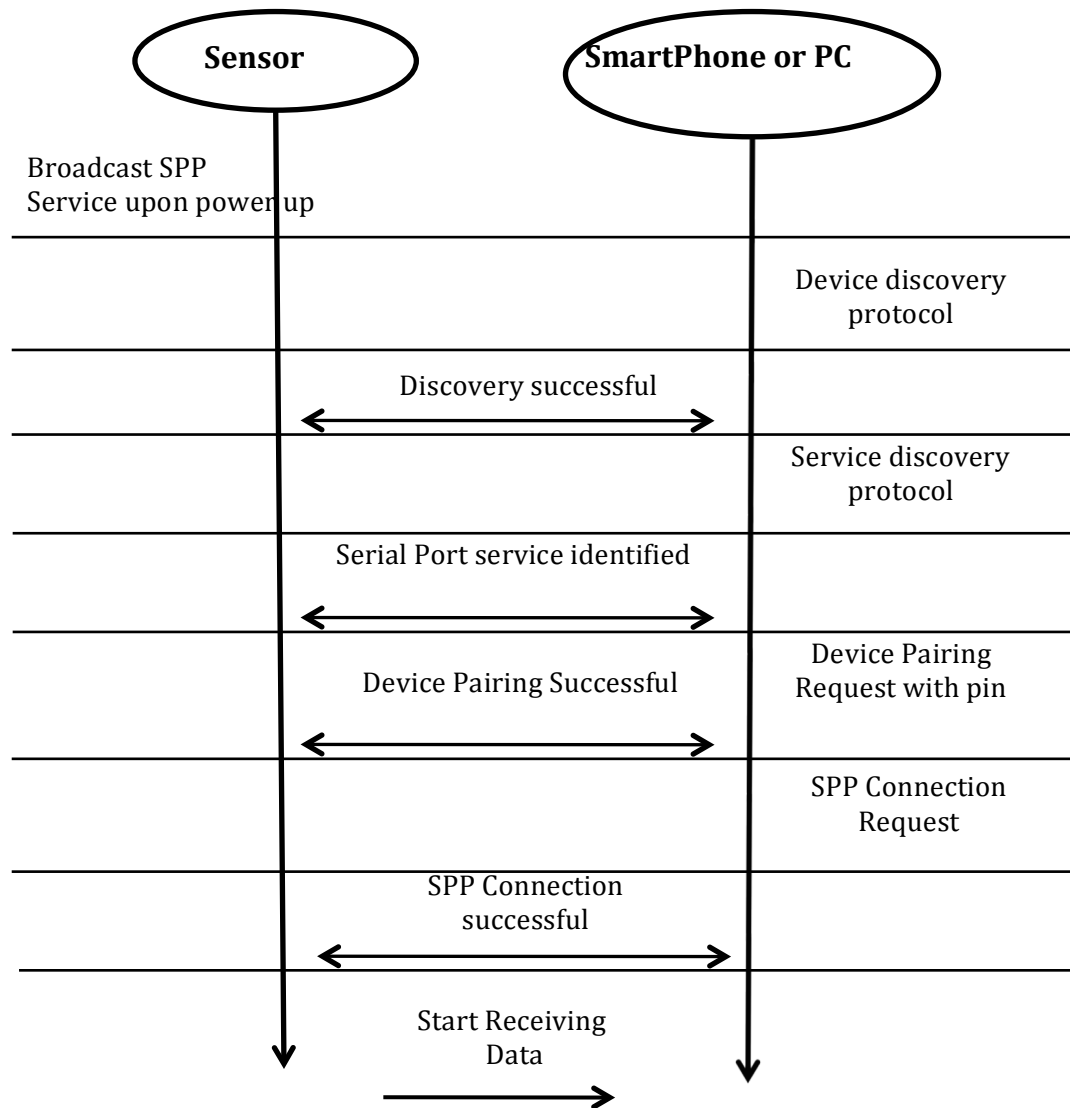 Sensor
SmartPhone or PC
Broadcast SPP
Service upon power up
Device discovery
protocol
Discovery successful
Service discovery
protocol
Serial Port service identified
Device Pairing
Request with pin
Device Pairing Successful
SPP Connection
Request
SPP Connection
successful
Start Receiving
Data